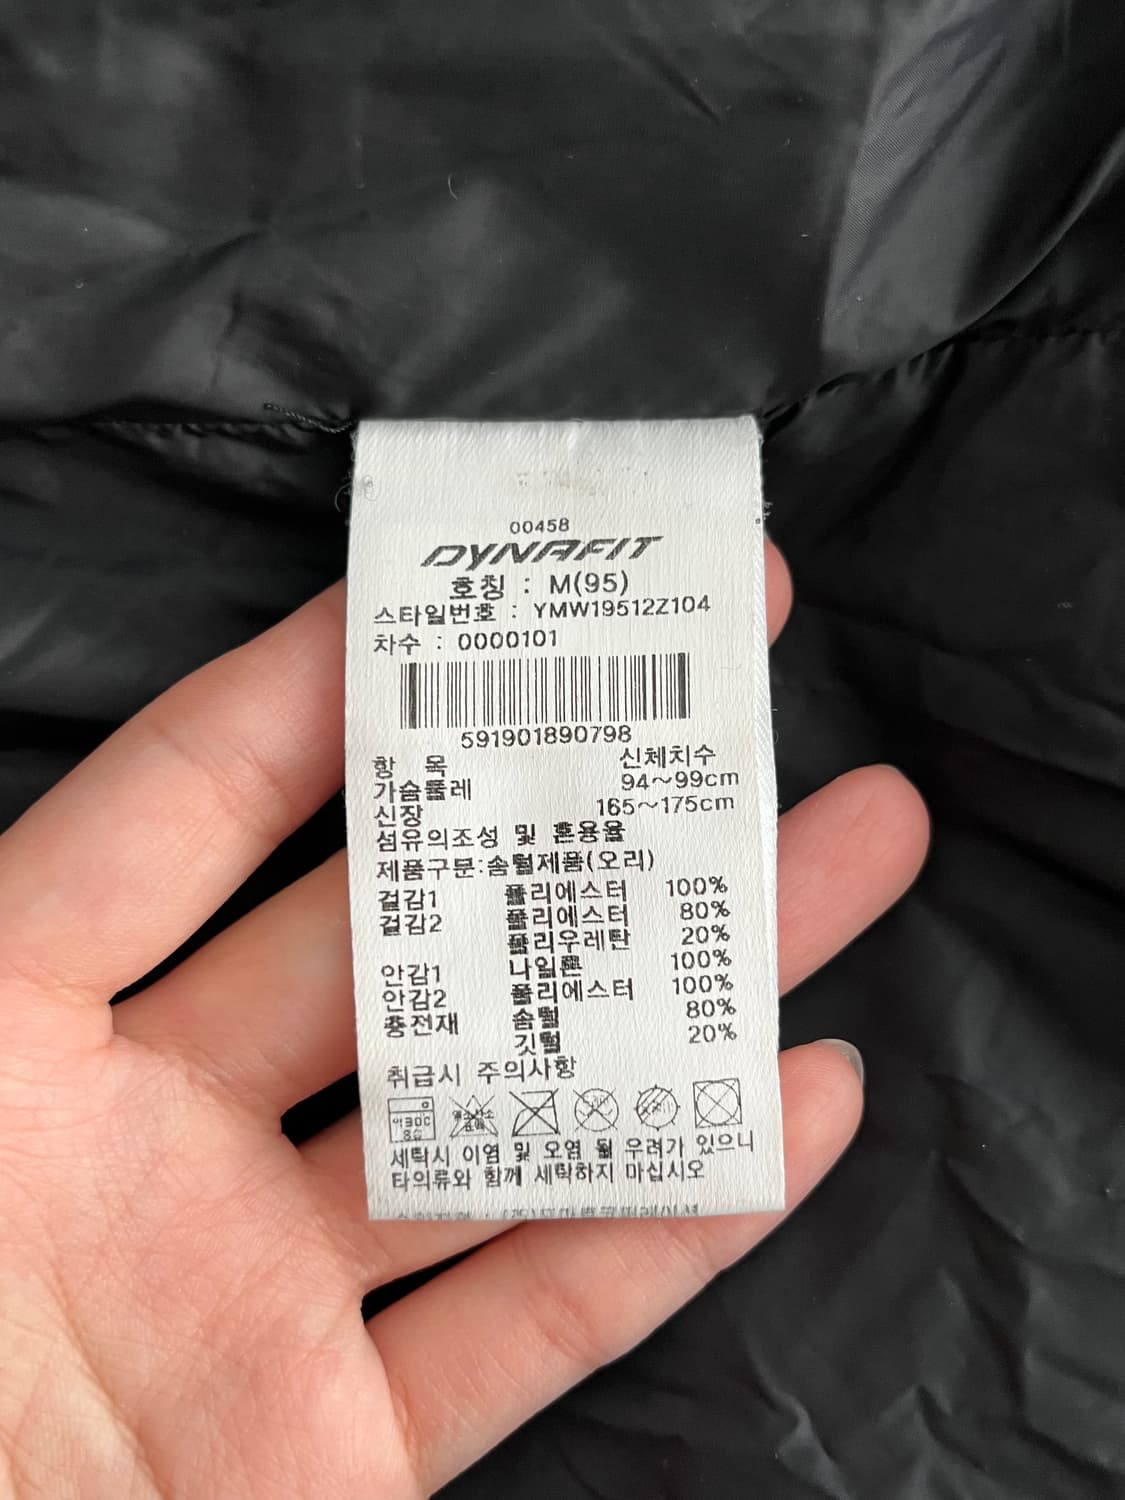 00458
DYNAFIT
호칭 : M(95)
스타일번호 : YMW19512Z104
차수 : 0000101
591901890798
항 목 신체치수
가슴둘레 94~99cm
신장 165~175cm
섬유의조성 및 혼용율
제품구분:솜털제품(오리)
겉감1 폴리에스터 100%
겉감2 폴리에스터 80%
폴리우레탄 20%
안감1 나일론 100%
안감2 폴리에스터 100%
충전재 솜털 80%
깃털 20%
취급시 주의사항
세탁시 이염 및 오염 될 우려가 있으니
타의류와 함께 세탁하지 마십시오